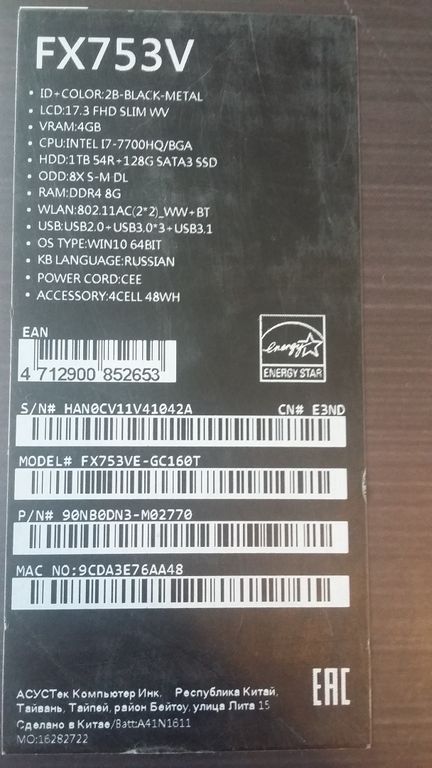 FX753V
• ID+COLOR:2B-BLACK-METAL
• LCD:17.3 FHD SLIM WV
• VRAM:4GB
• CPU:INTEL I7-7700HQ/BGA
• HDD:1TB 54R+128G SATA3 SSD
• ODD:8X S-M DL
• RAM:DDR4 8G
• WLAN:802.11AC(2*2)_WW+BT
• USB:USB2.0+USB3.0*3+USB3.1
• OS TYPE:WIN10 64BIT
• KB LANGUAGE:RUSSIAN
• POWER CORD:CEE
• ACCESSORY:4CELL 48WH
EAN
4 712900 852653
energy
ENERGY STAR
S/N# HAN0CV11V41042A CN# E3ND
MODEL# FX753VE-GC160T
P/N# 90NB0DN3-M02770
MAC NO:9CDA3E76AA48
АСУСТек Компьютер Инк. Республика Китай,
Тайвань, Тайпей, район Бейтоу, улица Лита 15
Сделано в Китае/Batt:A41N1611
MO:16282722
EAC